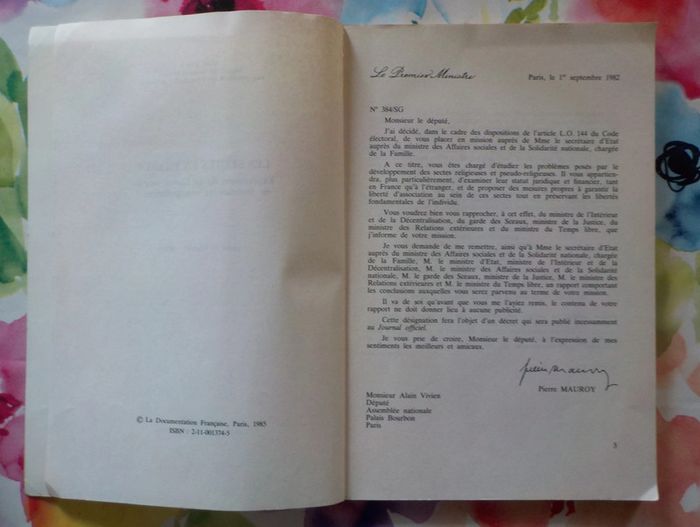 © La Documentation Française, Paris, 1985
ISBN : 2-11-001374-5
Le Premier Ministre
Paris, le 1er septembre 1982
N° 384/SG
Monsieur le député,
J'ai décidé, dans le cadre des dispositions de l'article L.O. 144 du Code
électoral, de vous placer en mission auprès de Mme le secrétaire d'Etat
auprès du ministre des Affaires sociales et de la Solidarité nationale, chargée
de la Famille.
A ce titre, vous êtes chargé d'étudier les problèmes posés par le
développement des sectes religieuses et pseudo-religieuses. Il vous appartien-
dra, plus particulièrement, d'examiner leur statut juridique et financier, tant
en France qu'à l'étranger, et de proposer des mesures propres à garantir la
liberté d'association au sein de ces sectes tout en préservant les libertés
fondamentales de l'individu.
Vous voudrez bien vous rapprocher, à cet effet, du ministre de l'Intérieur
et de la Décentralisation, du garde des Sceaux, ministre de la Justice, du
ministre des Relations extérieures et du ministre du Temps libre, que
j'informe de votre mission.
Je vous demande de me remettre, ainsi qu'à Mme le secrétaire d'Etat
auprès du ministre des Affaires sociales et de la Solidarité nationale, chargée
de la Famille, M. le ministre d'Etat, ministre de l'Intérieur et de la
Décentralisation, M. le ministre des Affaires sociales et de la Solidarité
nationale, M. le garde des Sceaux, ministre de la Justice, M. le ministre des
Relations extérieures et M. le ministre du Temps libre, un rapport comportant
les conclusions auxquelles vous serez parvenu au terme de votre mission.
Il va de soi qu'avant que vous me l'ayiez remis, le contenu de votre
rapport ne doit donner lieu à aucune publicité.
Cette désignation fera l'objet d'un décret qui sera publié incessamment
au Journal officiel.
Je vous prie de croire, Monsieur le député, à l'expression de mes
sentiments les meilleurs et amicaux.
Pierre Mauroy
Pierre MAUROY
Monsieur Alain Vivien
Député
Assemblée nationale
Palais Bourbon
Paris
3